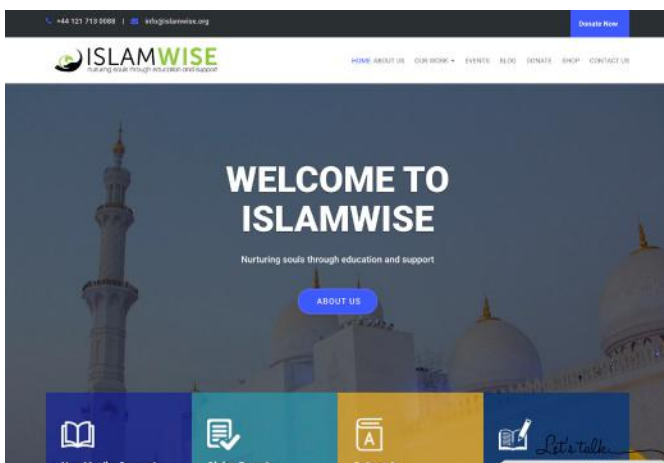 +44 121 713 0088 | info@islamwise.org
Donate Now
ISLAMWISE
nurturing souls through education and support
HOME ABOUT US OUR WORK EVENTS BLOG DONATE SHOP CONTACT US
WELCOME TO
ISLAMWISE
Nurturing souls through education and support
ABOUT US
A
Let's talk